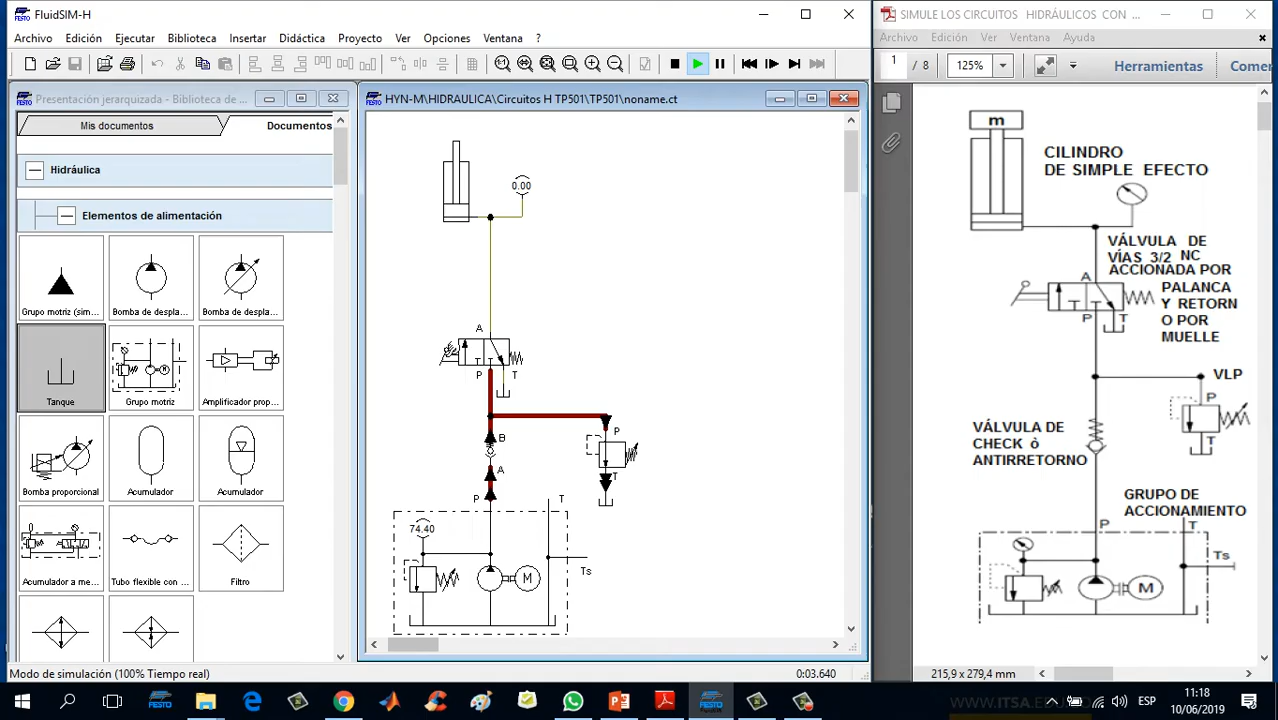 FluidSIM-H
Archivo Edición Ejecutar Biblioteca Insertar Didáctica Proyecto Ver Opciones Ventana ?
Presentación jerarquizada - Biblioteca de
Mis documentos
Documentos
Hidráulica
Elementos de alimentación
Grupo motriz (sim...
Bomba de despla...
Bomba de despla...
Tanque
Grupo motriz
Amplificador prop...
Bomba proporcional
Acumulador
Acumulador
Acumulador a me...
Tubo flexible con ...
Filtro
Modo de simulación (100% Tiempo real)
0:03.640
HYN-M\HIDRAULICA\Circuitos H TP501\TP501\noname.ct
0.00
A
P
T
B
P
A
T
P
T
74.40
M
Ts
SIMULE LOS CIRCUITOS HIDRÁULICOS CON ...
Archivo Edición Ver Ventana Ayuda
1 / 8
125%
Herramientas
Comer
m
CILINDRO
DE SIMPLE EFECTO
VÁLVULA DE
VÍAS 3/2 NC
ACCIONADA POR
PALANCA
Y RETORN
O POR
MUELLE
A
P
T
VLP
P
T
VÁLVULA DE
CHECK ò
ANTIRRETORNO
GRUPO DE
ACCIONAMIENTO
P
T
Ts
M
215,9 x 279,4 mm
ESP
11:18
10/06/2019